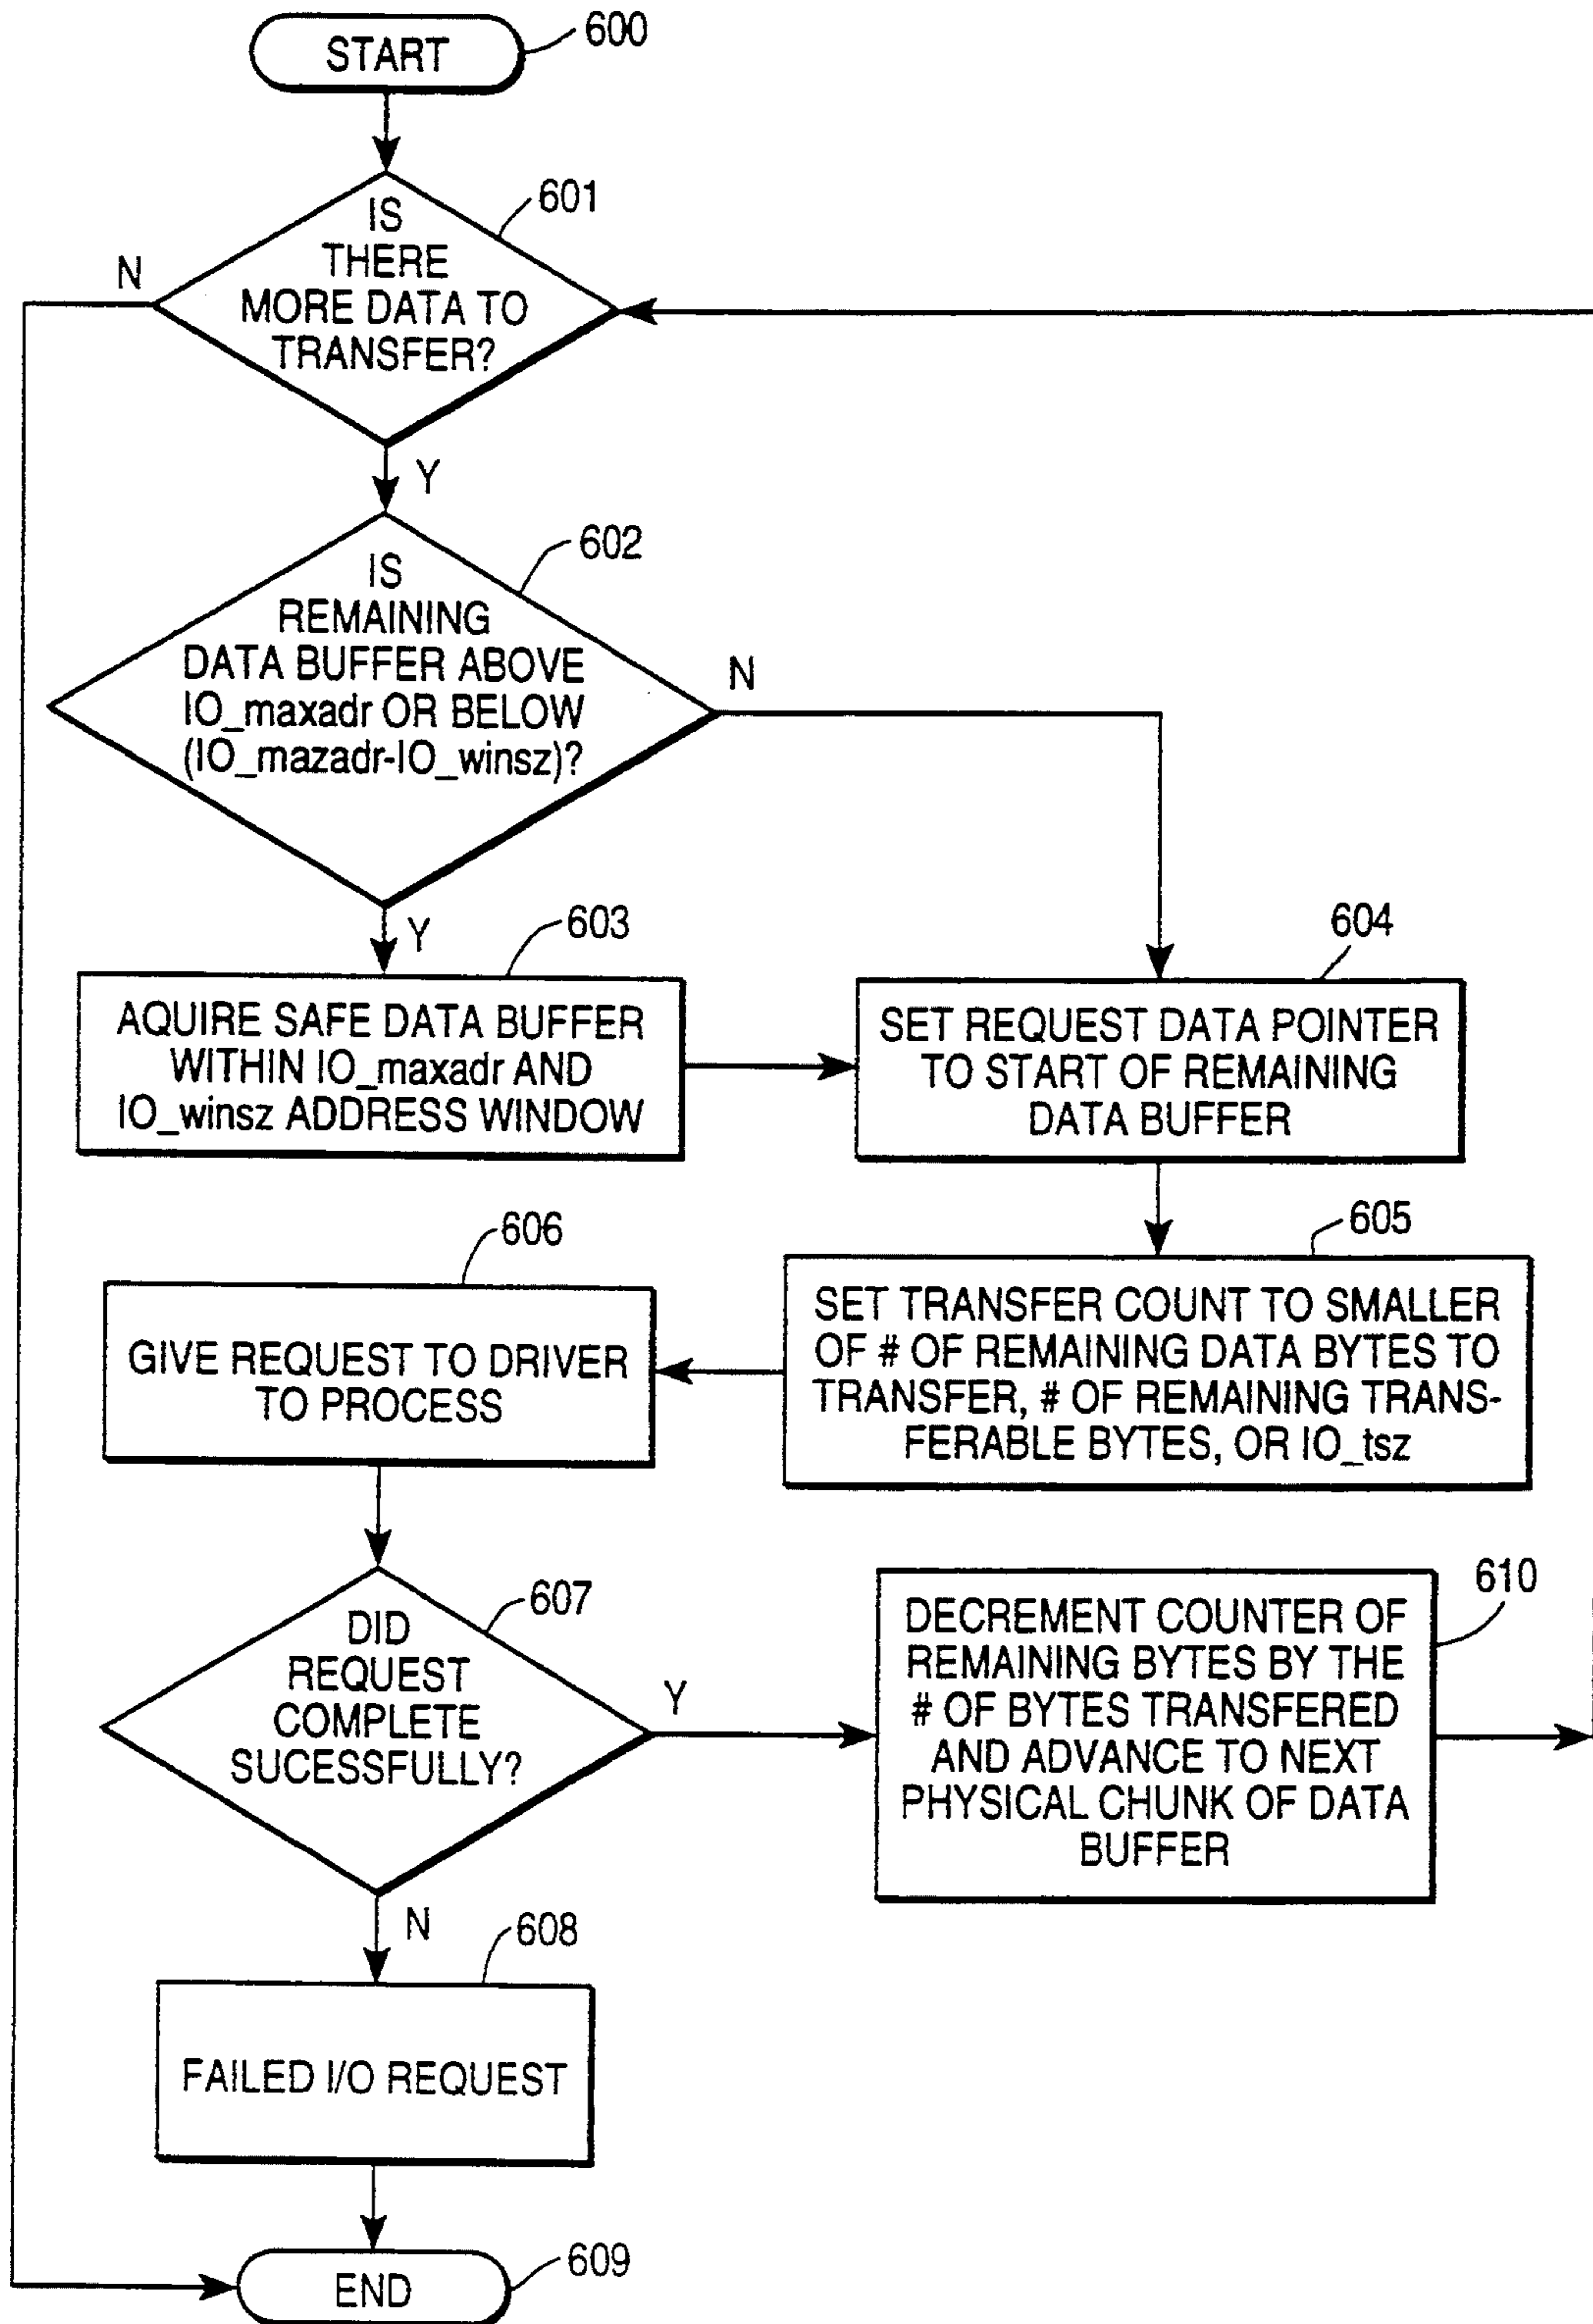 START
600
IS
THERE
MORE DATA TO
TRANSFER?
601
N
Y
IS
REMAINING
DATA BUFFER ABOVE
IO_maxadr OR BELOW
(IO_mazadr-IO_winsz)?
602
N
Y
603
AQUIRE SAFE DATA BUFFER
WITHIN IO_maxadr AND
IO_winsz ADDRESS WINDOW
604
SET REQUEST DATA POINTER
TO START OF REMAINING
DATA BUFFER
605
SET TRANSFER COUNT TO SMALLER
OF # OF REMAINING DATA BYTES TO
TRANSFER, # OF REMAINING TRANS-
FERABLE BYTES, OR IO_tsz
606
GIVE REQUEST TO DRIVER
TO PROCESS
607
DID
REQUEST
COMPLETE
SUCESSFULLY?
Y
N
610
DECREMENT COUNTER OF
REMAINING BYTES BY THE
# OF BYTES TRANSFERED
AND ADVANCE TO NEXT
PHYSICAL CHUNK OF DATA
BUFFER
608
FAILED I/O REQUEST
END
609